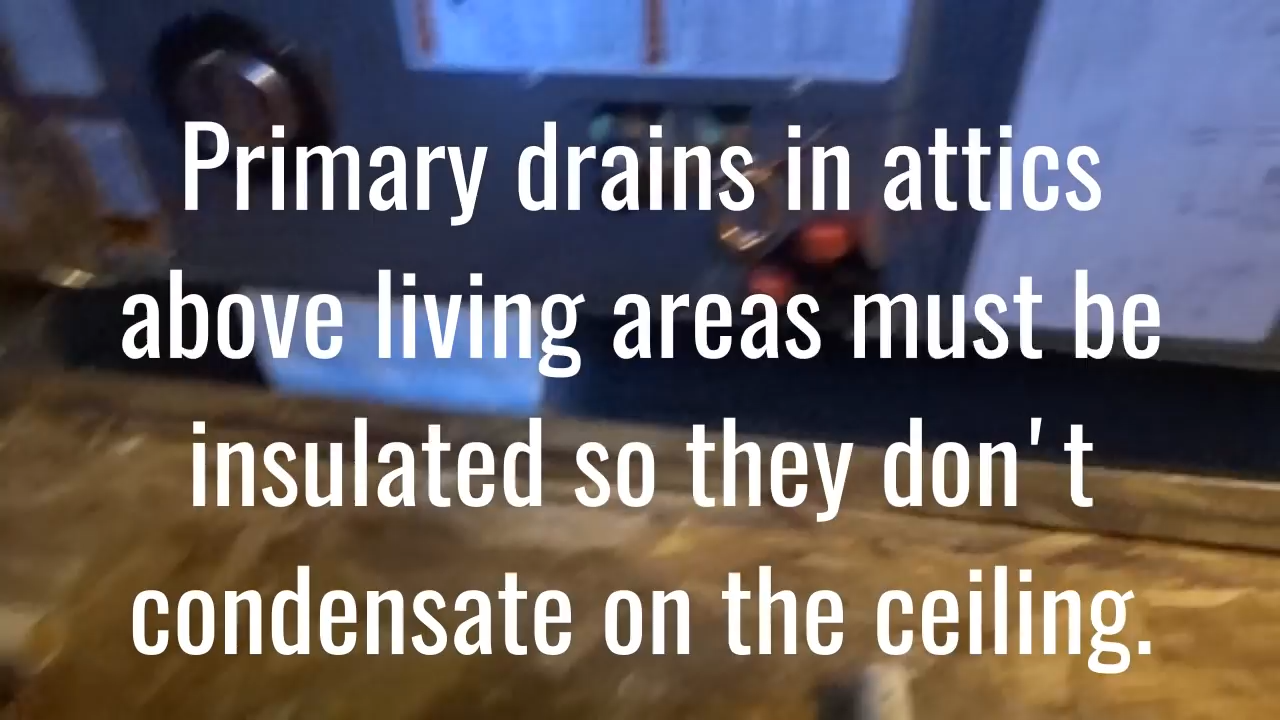 Primary drains in attics
above living areas must be
insulated so they don't
condensate on the ceiling.